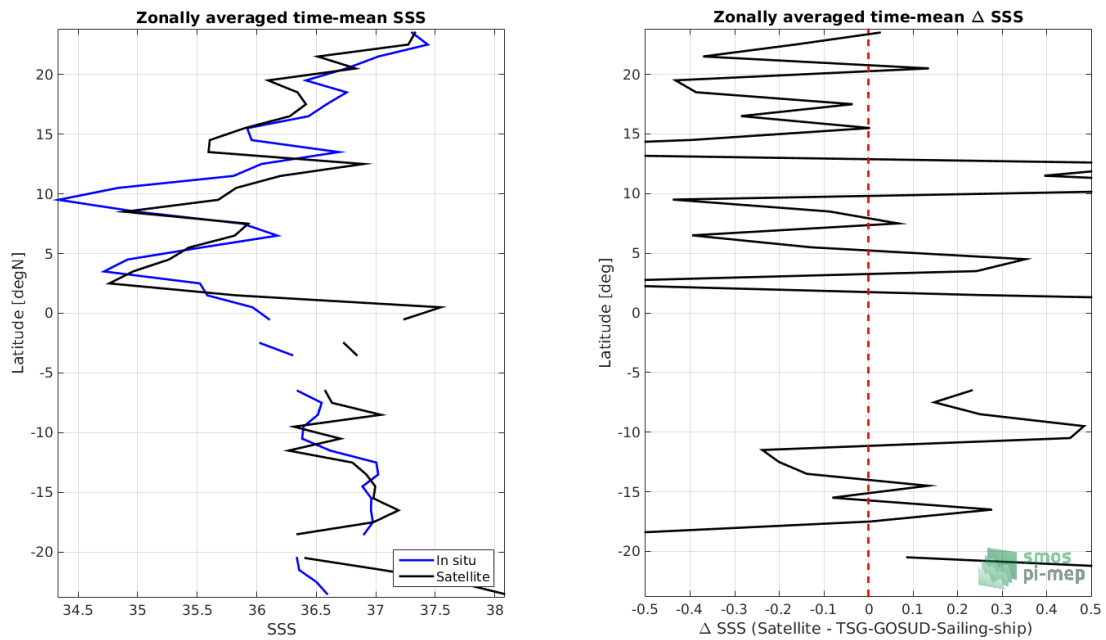 Zonally averaged time-mean SSS
20
15
10
5
0
-5
-10
-15
-20
Latitude [degN]
34.5 35 35.5 36 36.5 37 37.5 38
SSS
In situ
Satellite
Zonally averaged time-mean Δ SSS
20
15
10
5
0
-5
-10
-15
-20
Latitude [deg]
-0.5 -0.4 -0.3 -0.2 -0.1 0 0.1 0.2 0.3 0.4 0.5
Δ SSS (Satellite - TSG-GOSUD-Sailing-ship)
smos
pi-mep